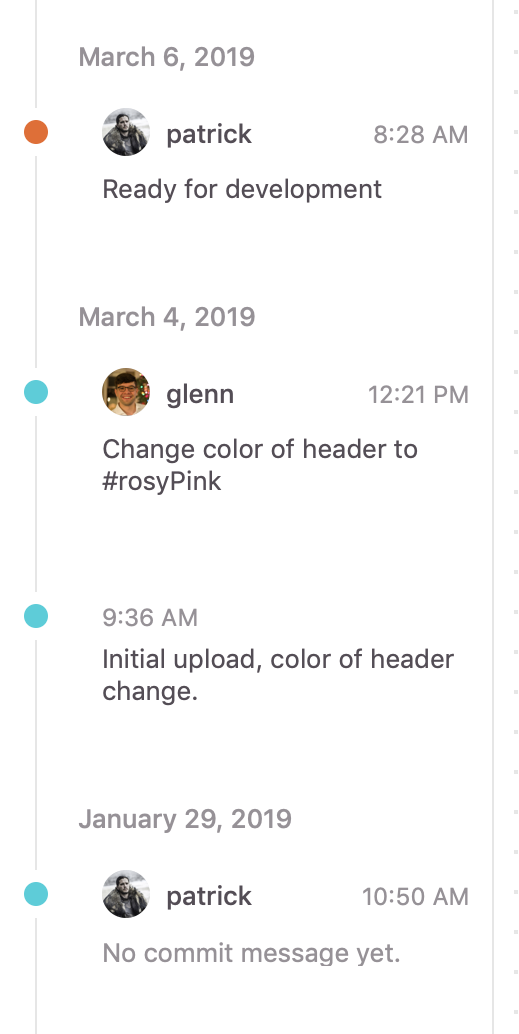 March 6, 2019
patrick 8:28 AM
Ready for development
March 4, 2019
glenn 12:21 PM
Change color of header to
#rosyPink
9:36 AM
Initial upload, color of header
change.
January 29, 2019
patrick 10:50 AM
No commit message yet.